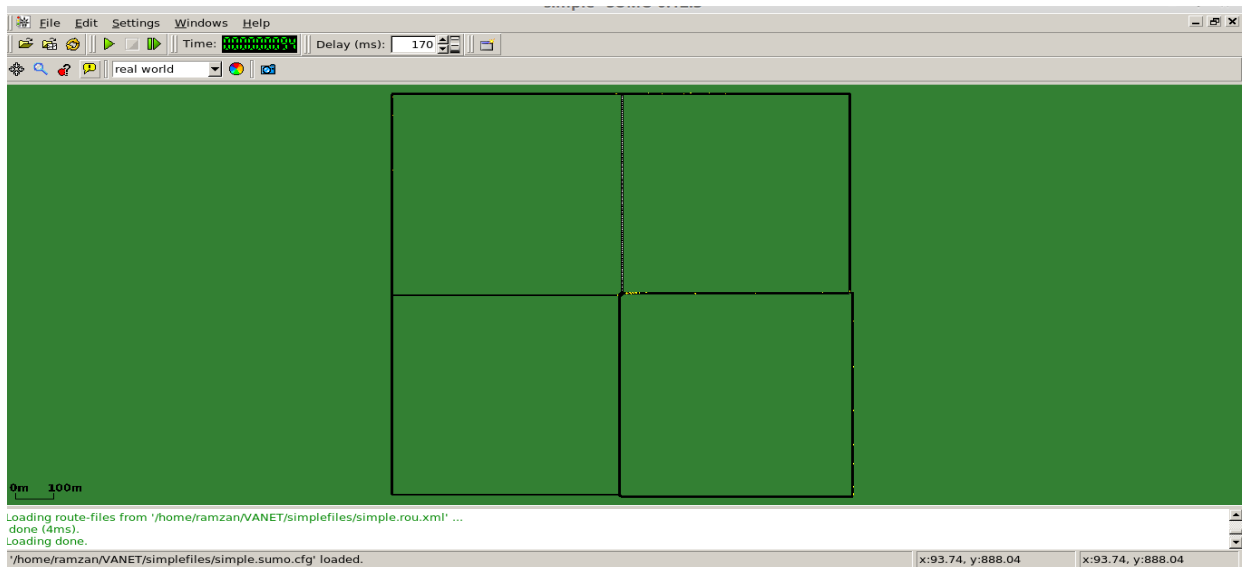 File Edit Settings Windows Help
Time: Delay (ms): 170
real world
0m 100m
Loading route-files from '/home/ramzan/VANET/simplefiles/simple.rou.xml' ...
done (4ms).
Loading done.
'/home/ramzan/VANET/simplefiles/simple.sumo.cfg' loaded. x:93.74, y:888.04 x:93.74, y:888.04